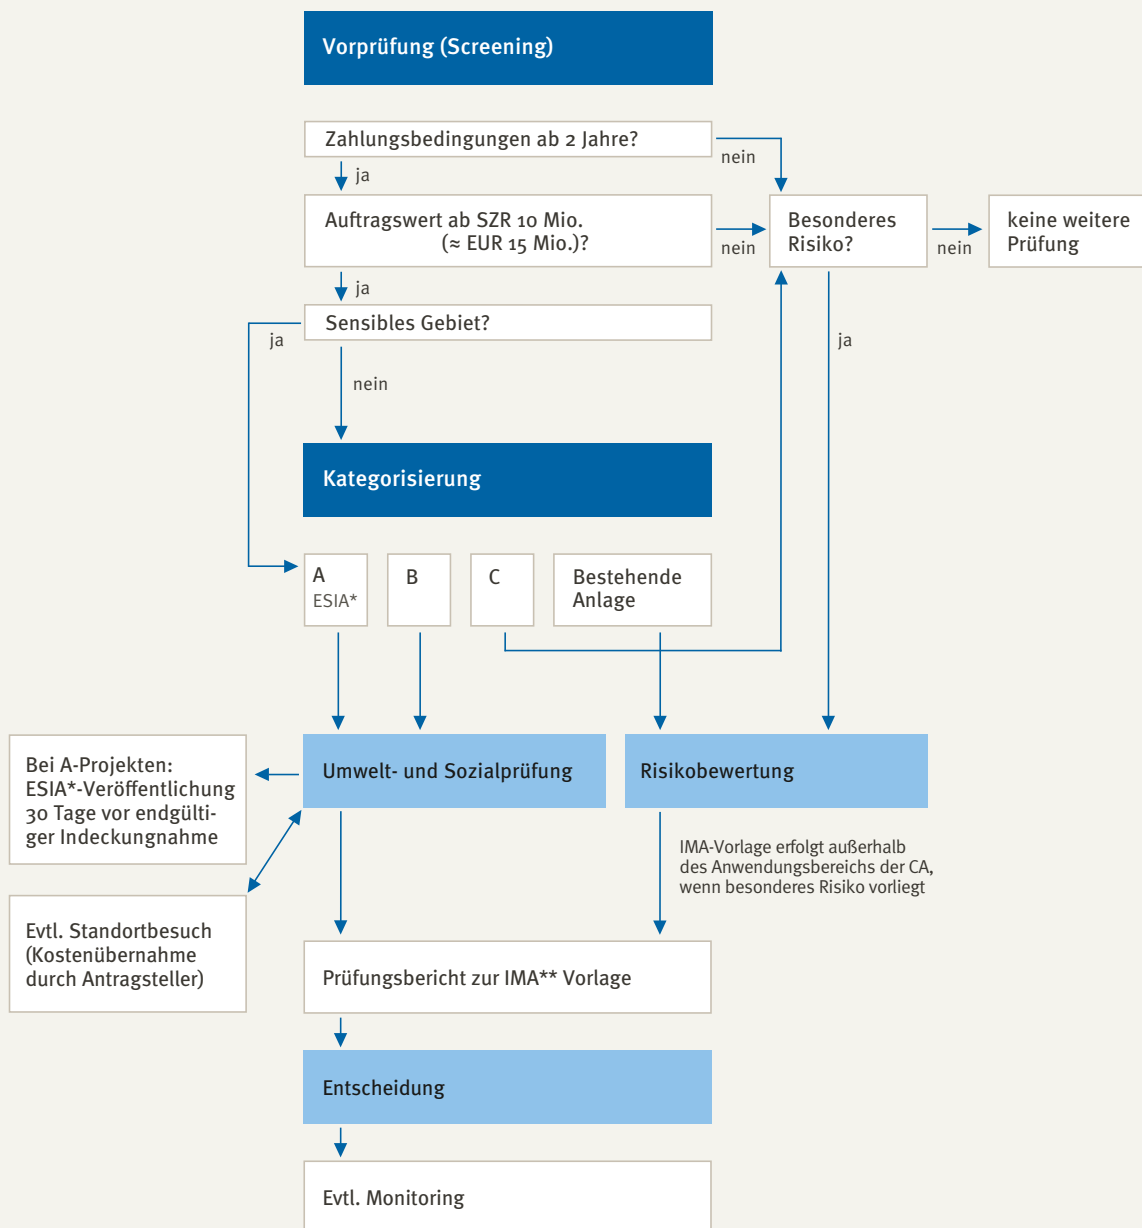 Vorprüfung (Screening)
Zahlungsbedingungen ab 2 Jahre?
nein
ja
Auftragswert ab SZR 10 Mio.
(≈ EUR 15 Mio.)?
nein
Besonderes
Risiko?
nein
keine weitere
Prüfung
ja
Sensibles Gebiet?
ja
ja
nein
Kategorisierung
A
ESIA*
B
C
Bestehende
Anlage
Bei A-Projekten:
ESIA*-Veröffentlichung
30 Tage vor endgülti-
ger Indeckungnahme
Umwelt- und Sozialprüfung
Risikobewertung
IMA-Vorlage erfolgt außerhalb
des Anwendungsbereichs der CA,
wenn besonderes Risiko vorliegt
Evtl. Standortbesuch
(Kostenübernahme
durch Antragsteller)
Prüfungsbericht zur IMA** Vorlage
Entscheidung
Evtl. Monitoring